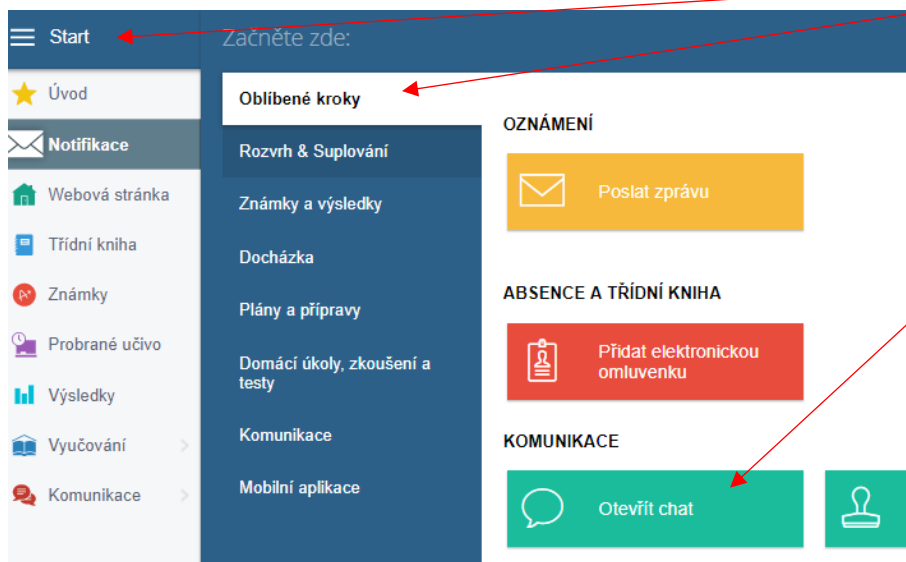 Start
Úvod
Notifikace
Webová stránka
Třídní kniha
Známky
Probrané učivo
Výsledky
Vyučování
Komunikace
Začněte zde:
Oblíbené kroky
Rozvrh & Suplování
Známky a výsledky
Docházka
Plány a přípravy
Domácí úkoly, zkoušení a
testy
Komunikace
Mobilní aplikace
OZNÁMENÍ
Poslat zprávu
ABSENCE A TŘÍDNÍ KNIHA
Přidat elektronickou
omluvenku
KOMUNIKACE
Otevřít chat